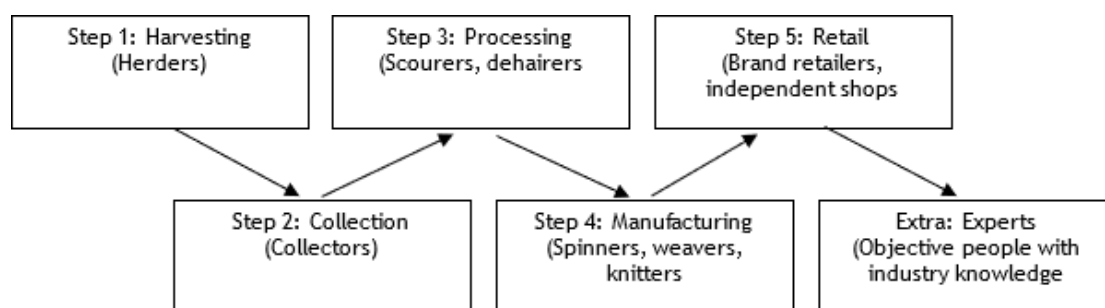 Step 1: Harvesting
(Herders)
Step 2: Collection
(Collectors)
Step 3: Processing
(Scourers, dehairers
Step 4: Manufacturing
(Spinners, weavers,
knitters
Step 5: Retail
(Brand retailers,
independent shops
Extra: Experts
(Objective people with
industry knowledge